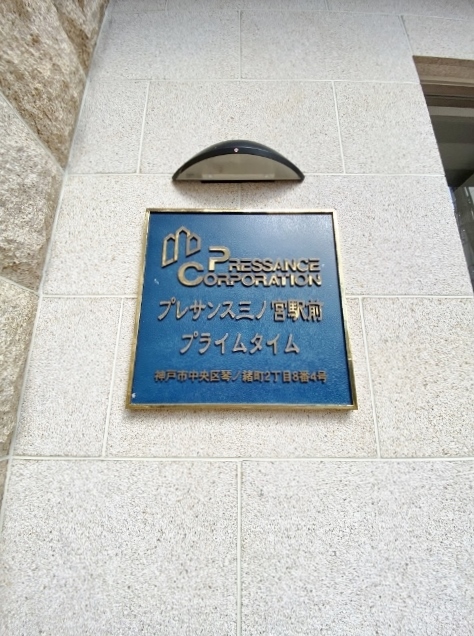 PRESSANCE
CORPORATION
プレサンス三ノ宮駅前
プライムタイム
神戸市中央区琴ノ緒町2丁目8番4号